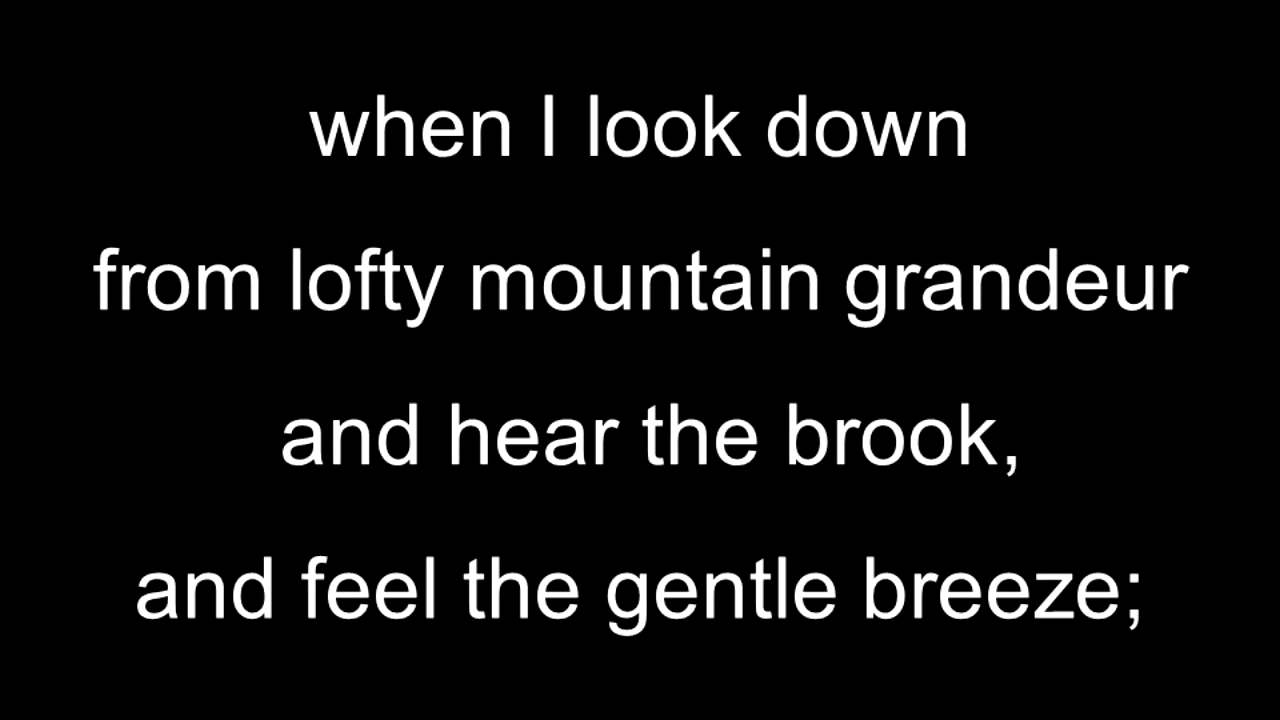 when I look down
from lofty mountain grandeur
and hear the brook,
and feel the gentle breeze;